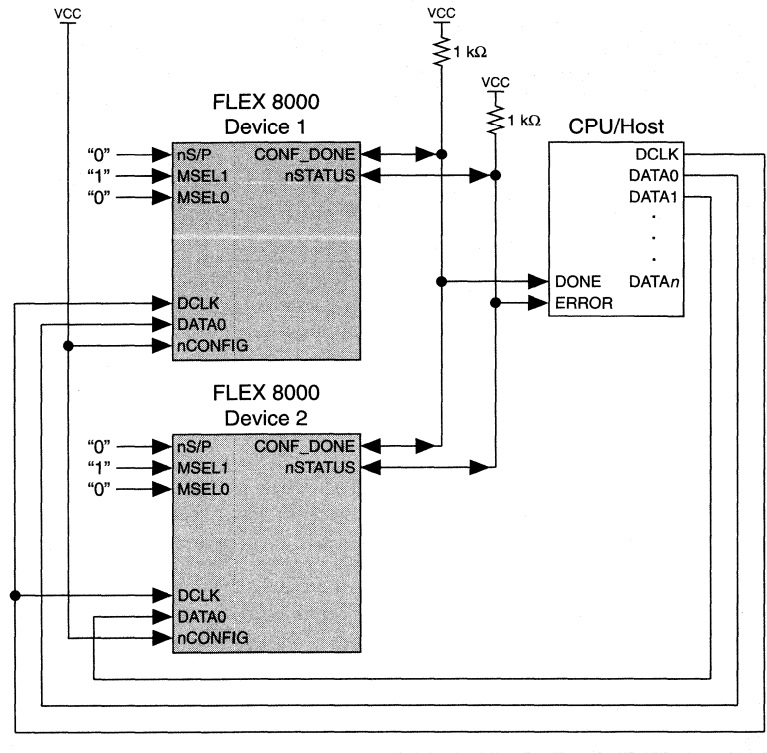 VCC
VCC
1 kΩ
VCC
1 kΩ
FLEX 8000
Device 1
CPU/Host
"0"
nS/P
CONF_DONE
"1"
MSEL1
nSTATUS
"0"
MSEL0
DCLK
DATA0
nCONFIG
DCLK
DATA0
DATA1
.
.
.
DONE
DATAn
ERROR
FLEX 8000
Device 2
"0"
nS/P
CONF_DONE
"1"
MSEL1
nSTATUS
"0"
MSEL0
DCLK
DATA0
nCONFIG